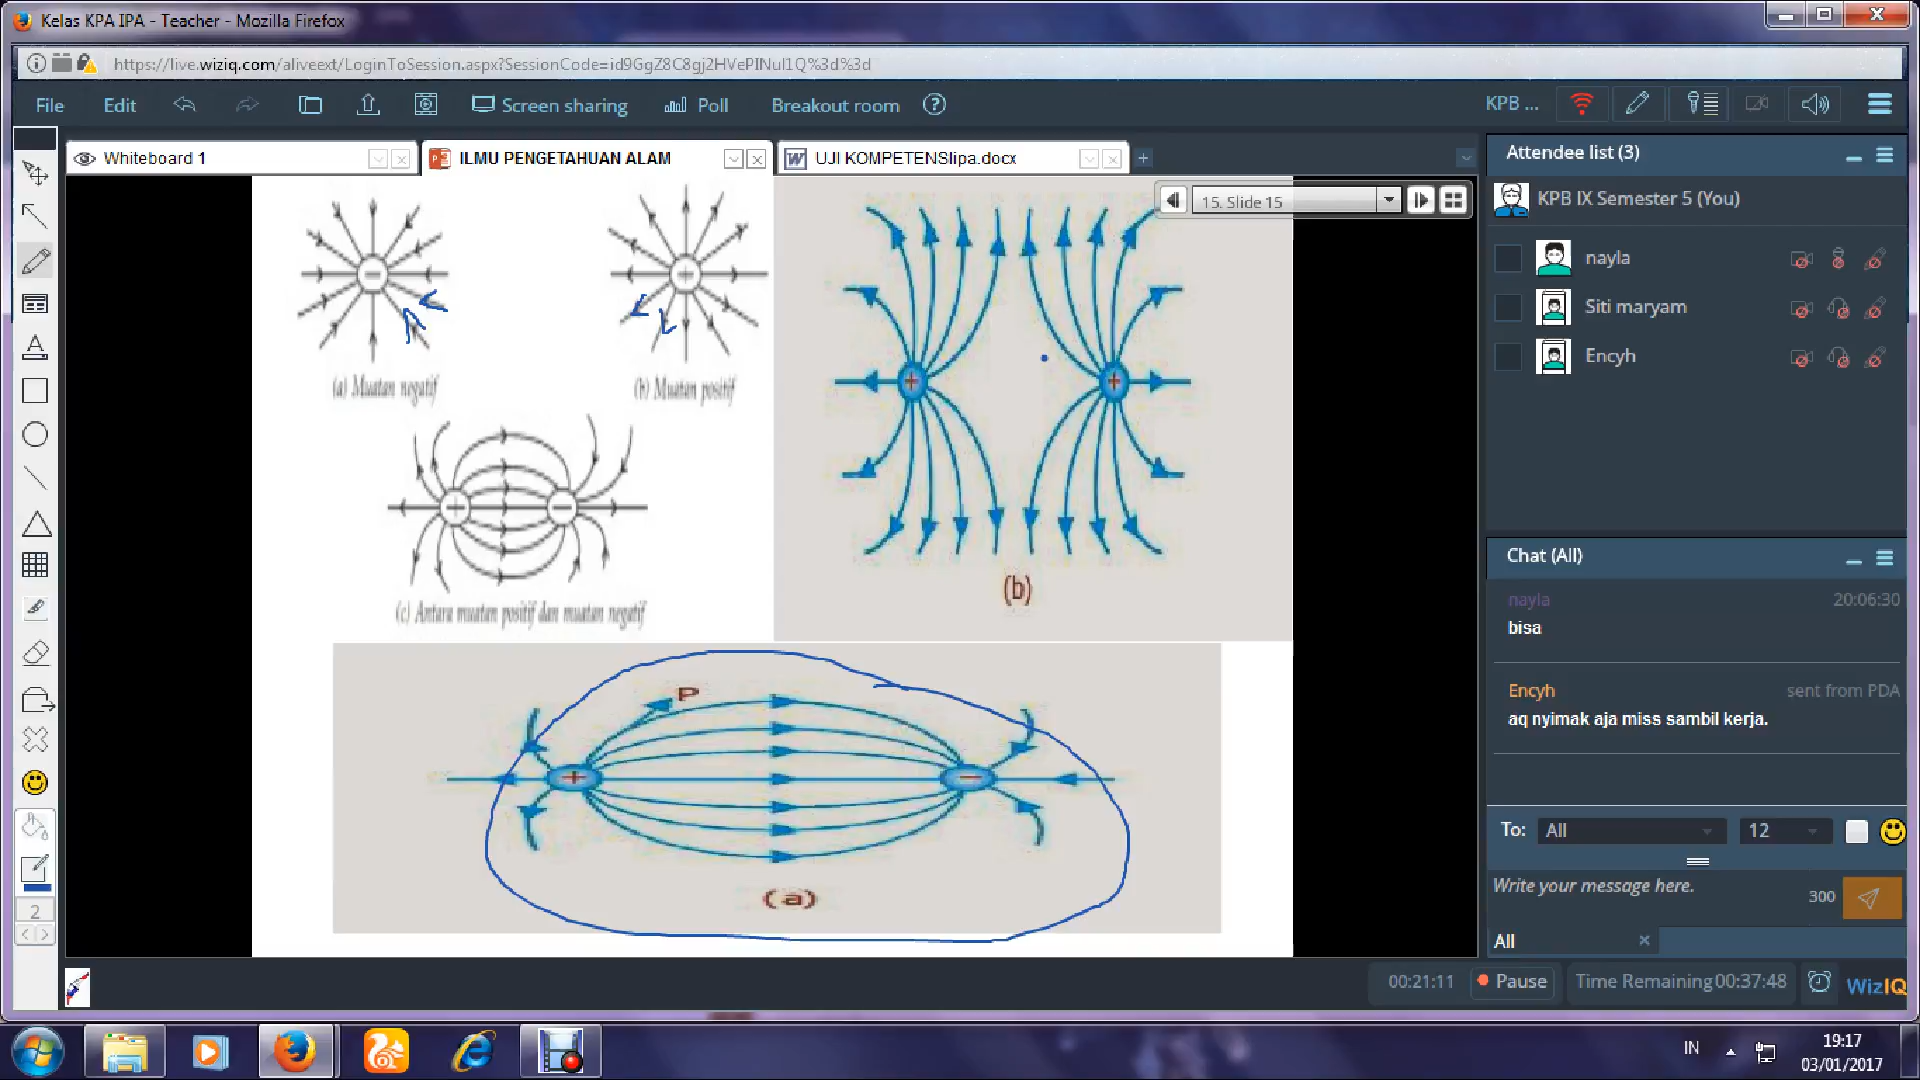 Kelas KPA IPA - Teacher - Mozilla Firefox
https://live.wiziq.com/aliveext/LoginToSession.aspx?SessionCode=id9GgZ8C8gj2HVePINul1Q%3d%3d
File Edit Screen sharing Poll Breakout room ? KPB ...
Whiteboard 1 ILMU PENGETAHUAN ALAM UJI KOMPETENSIipa.docx
15. Slide 15
(a) Muatan negatif
(b) Muatan positif
(c) Antara muatan positif dan muatan negatif
(b)
P
(a)
2
Attendee list (3)
KPB IX Semester 5 (You)
nayla
Siti maryam
Encyh
Chat (All)
nayla 20:06:30
bisa
Encyh sent from PDA
aq nyimak aja miss sambil kerja.
To: All 12
Write your message here. 300
All
00:21:11 Pause Time Remaining 00:37:48 WizIQ
IN 19:17
03/01/2017